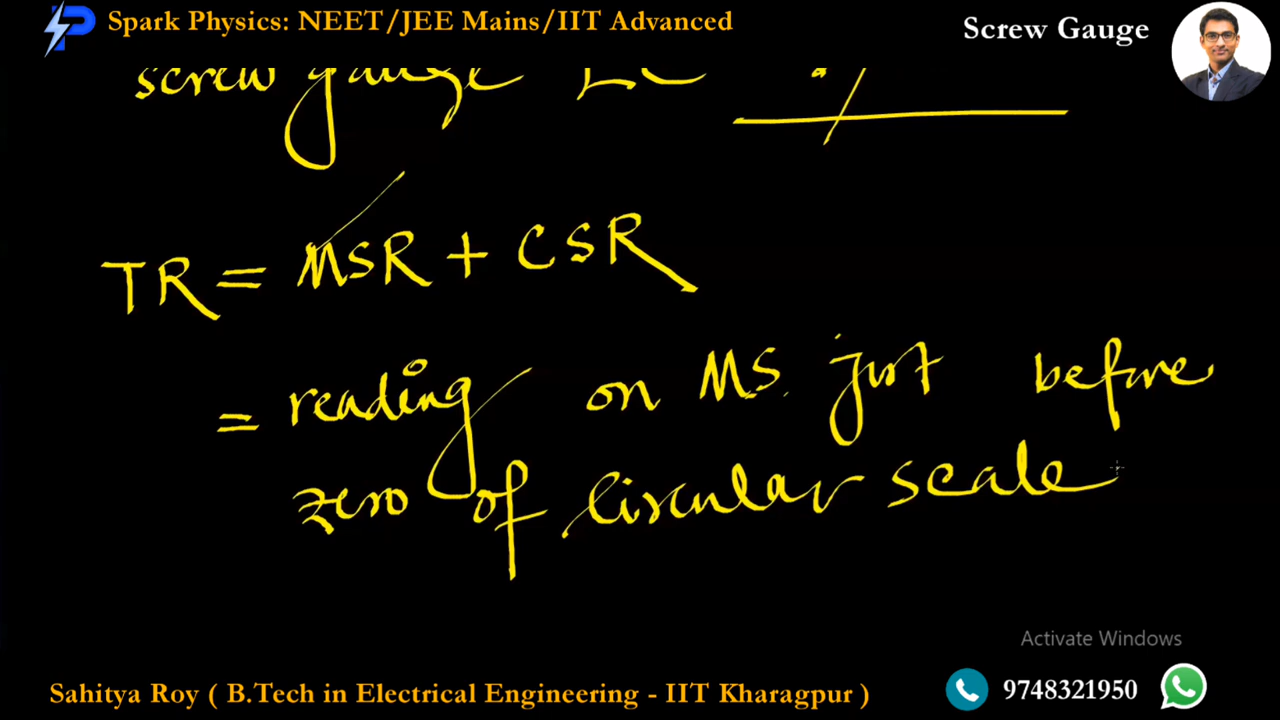 Spark Physics: NEET/JEE Mains/IIT Advanced
Screw Gauge
screw gauge LC
TR = MSR + CSR
= reading on MS. just before
zero of circular scale
Activate Windows
Sahitya Roy ( B.Tech in Electrical Engineering - IIT Kharagpur )
9748321950